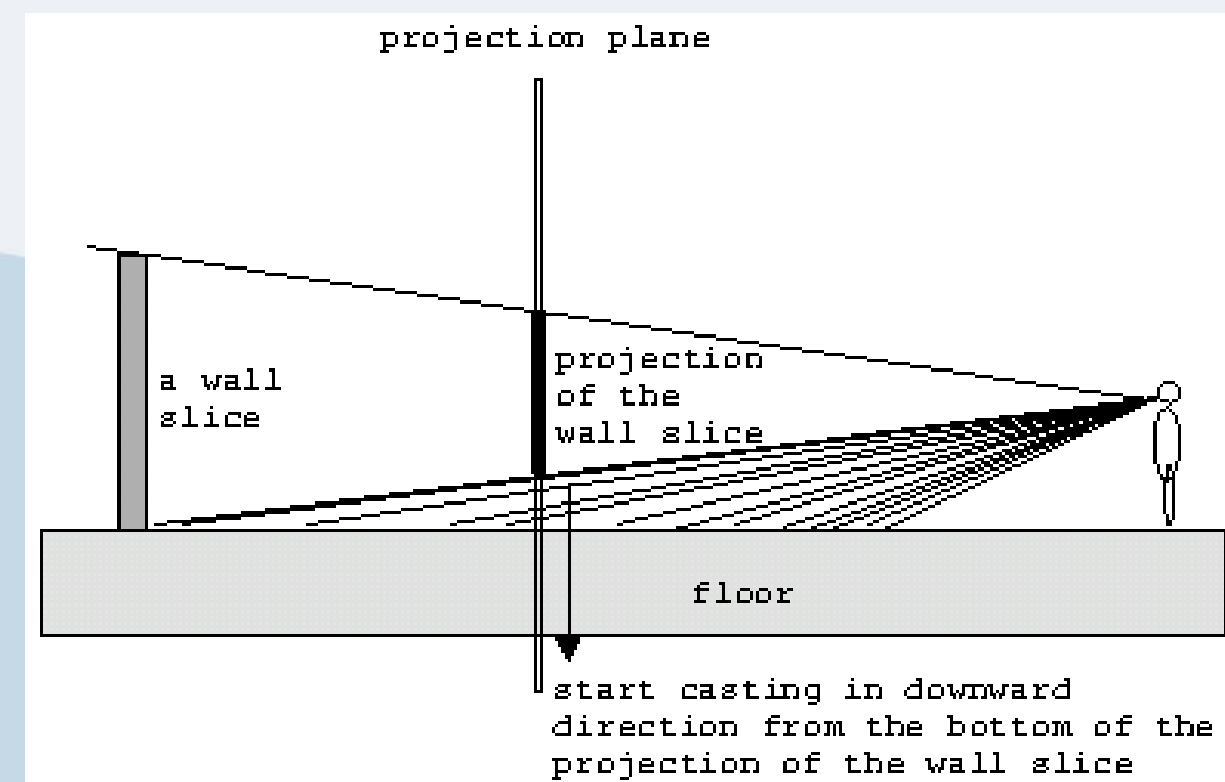 projection plane
projection
of the
wall slice
a wall
slice
floor
start casting in downward
direction from the bottom of the
projection of the wall slice